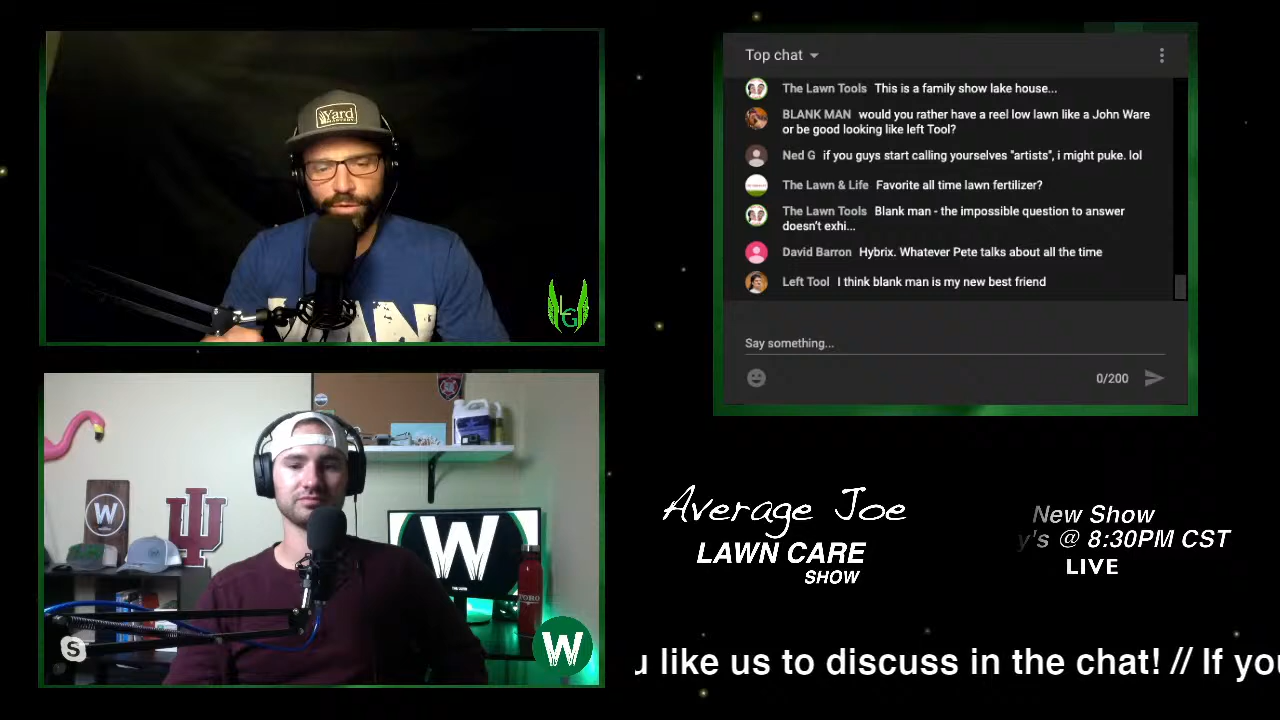 Yard
MASTERY
LG
W
IU
W
TORO
W
S
Top chat
The Lawn Tools This is a family show lake house...
BLANK MAN would you rather have a reel low lawn like a John Ware
or be good looking like left Tool?
Ned G if you guys start calling yourselves "artists", i might puke. lol
The Lawn & Life Favorite all time lawn fertilizer?
The Lawn Tools Blank man - the impossible question to answer
doesn't exhi...
David Barron Hybrix. Whatever Pete talks about all the time
Left Tool I think blank man is my new best friend
Say something...
0/200
Average Joe
LAWN CARE
SHOW
New Show
y's @ 8:30PM CST
LIVE
u like us to discuss in the chat! // If you